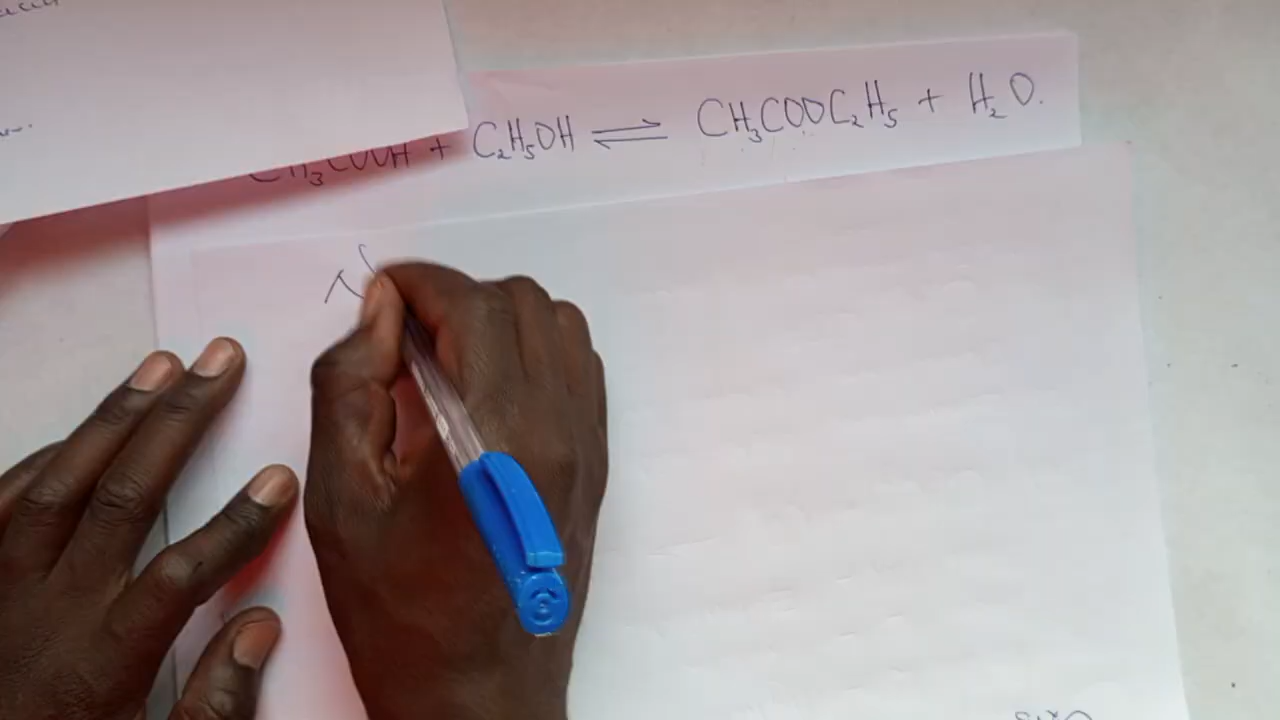 CH₃COOH + C₂H₅OH ⇌ CH₃COOC₂H₅ + H₂O.